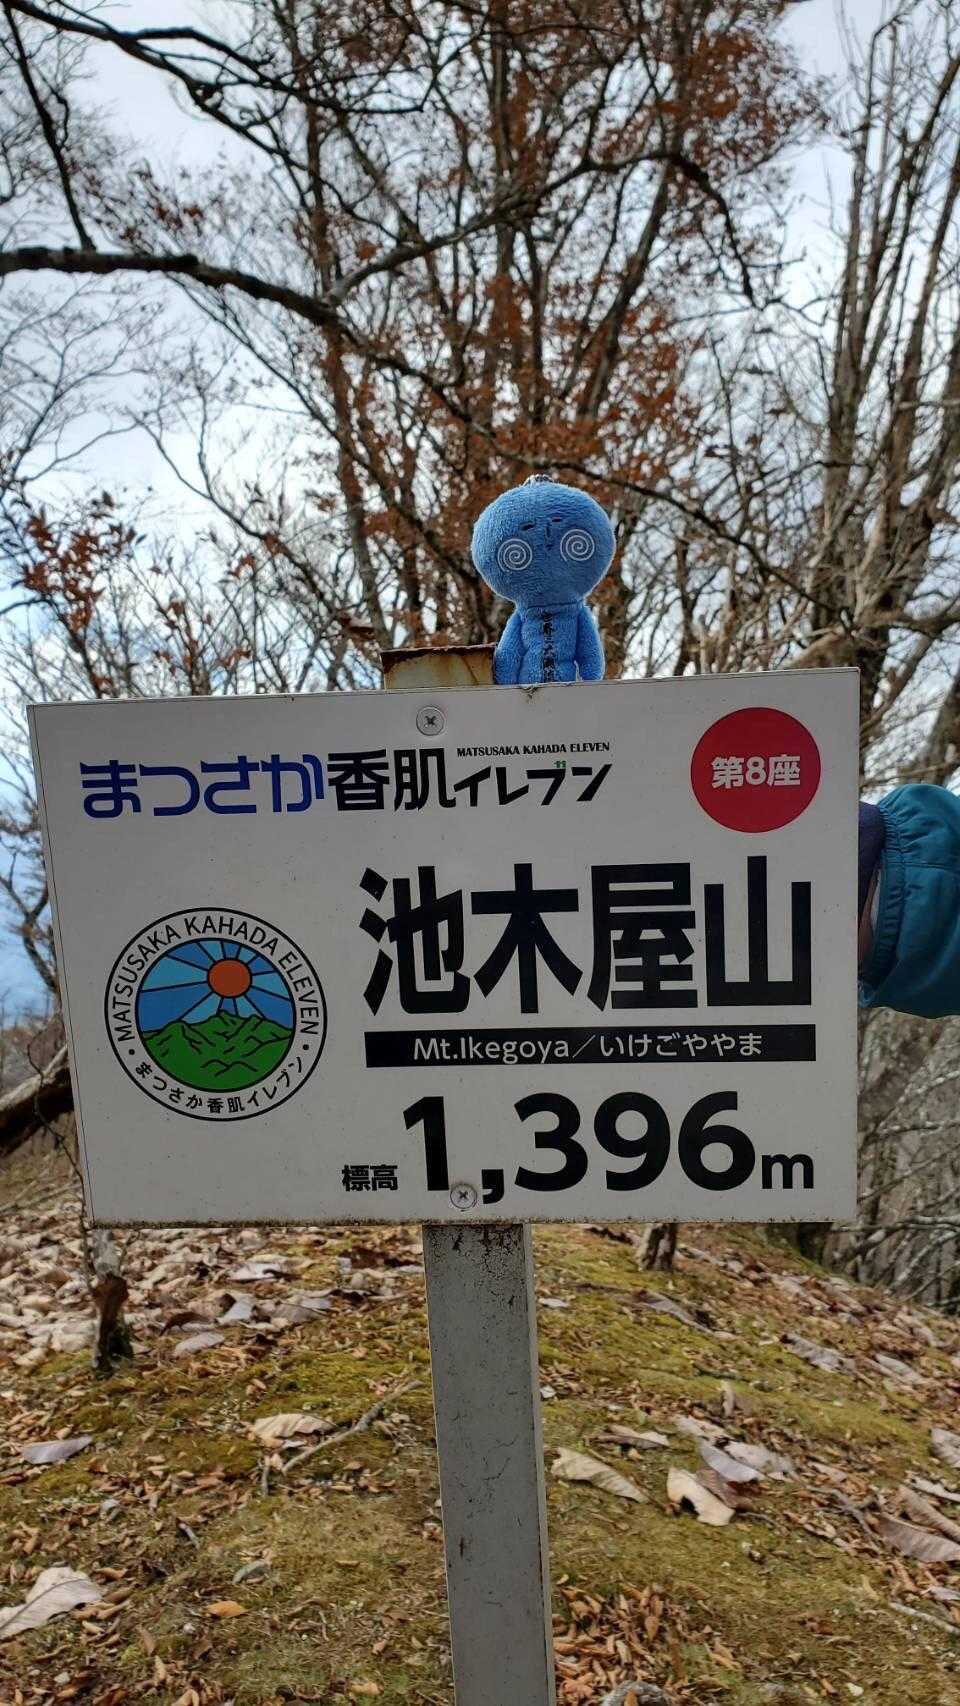 MATSUSAKA KAHADA ELEVEN
まつさか香肌イレブン
第8座
池木屋山
Mt.Ikegoya／いけごややま
標高 1,396m
MATSUSAKA KAHADA ELEVEN
まつさか香肌イレブン